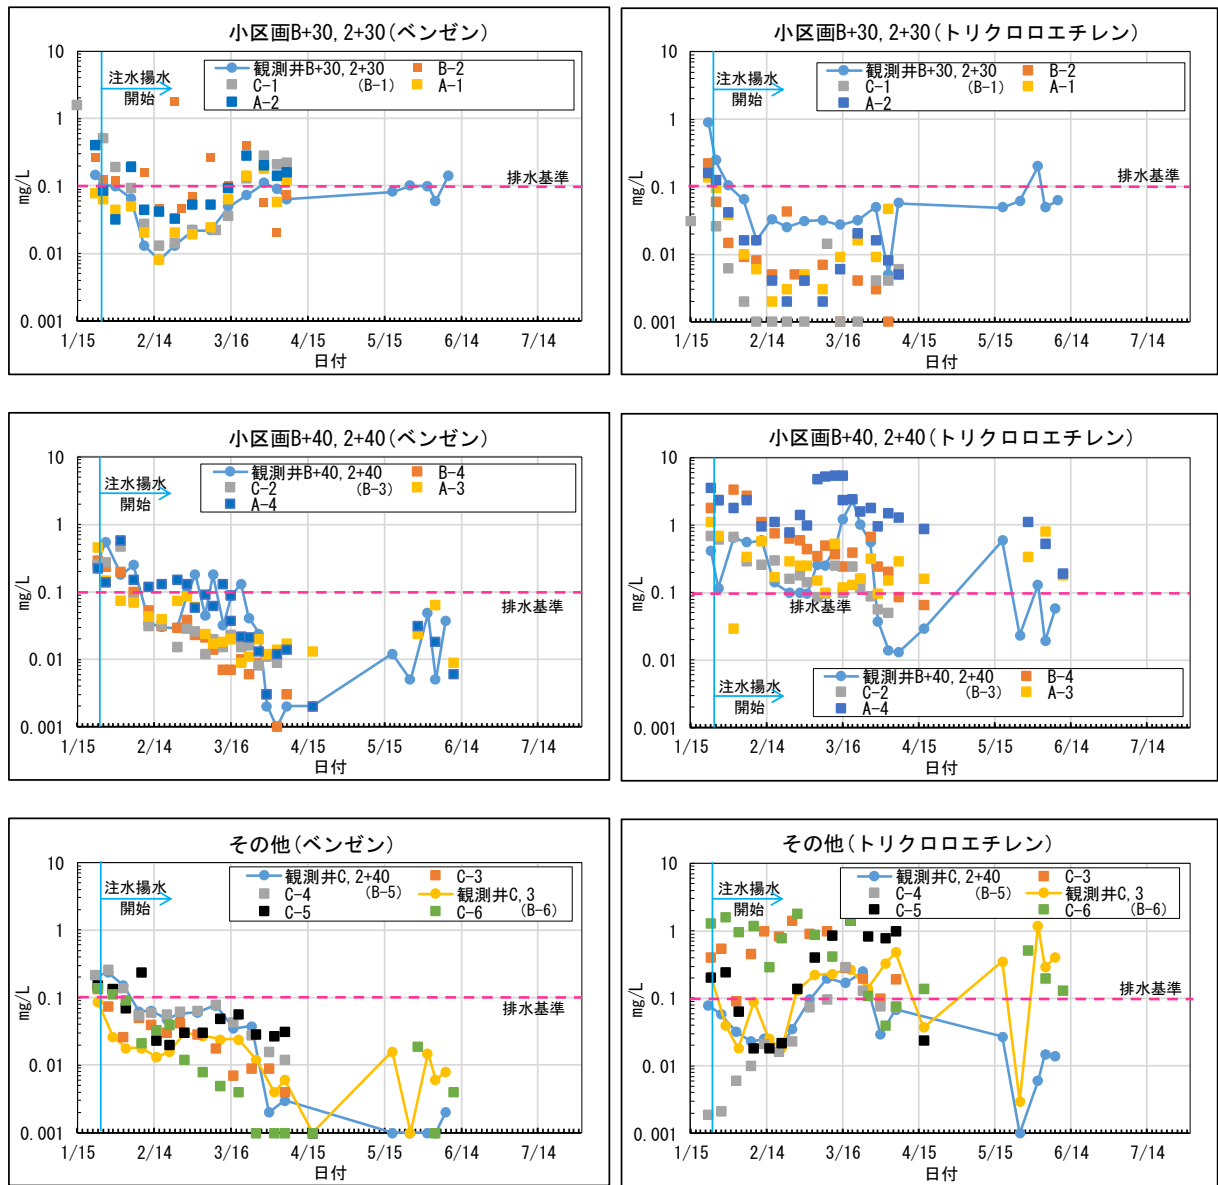 小区画B+30,2+30(ベンゼン)
10
1
0.1
0.01
0.001
mg/L
注水揚水
開始
観測井B+30,2+30
(B-1)
B-2
C-1
A-1
A-2
排水基準
1/15 2/14 3/16 4/15 5/15 6/14 7/14
日付
小区画B+30,2+30(トリクロロエチレン)
10
1
0.1
0.01
0.001
mg/L
注水揚水
開始
観測井B+30,2+30
(B-1)
B-2
C-1
A-1
A-2
排水基準
1/15 2/14 3/16 4/15 5/15 6/14 7/14
日付
小区画B+40,2+40(ベンゼン)
10
1
0.1
0.01
0.001
mg/L
注水揚水
開始
観測井B+40,2+40
(B-3)
B-4
C-2
A-3
A-4
排水基準
1/15 2/14 3/16 4/15 5/15 6/14 7/14
日付
小区画B+40,2+40(トリクロロエチレン)
10
1
0.1
0.01
0.001
mg/L
排水基準
注水揚水
開始
観測井B+40,2+40
(B-3)
B-4
C-2
A-3
A-4
1/15 2/14 3/16 4/15 5/15 6/14 7/14
日付
その他(ベンゼン)
10
1
0.1
0.01
0.001
mg/L
注水揚水
開始
観測井C,2+40
(B-5)
C-3
C-4
観測井C,3
(B-6)
C-5
C-6
排水基準
1/15 2/14 3/16 4/15 5/15 6/14 7/14
日付
その他(トリクロロエチレン)
10
1
0.1
0.01
0.001
mg/L
注水揚水
開始
観測井C,2+40
(B-5)
C-3
C-4
観測井C,3
(B-6)
C-5
C-6
排水基準
1/15 2/14 3/16 4/15 5/15 6/14 7/14
日付